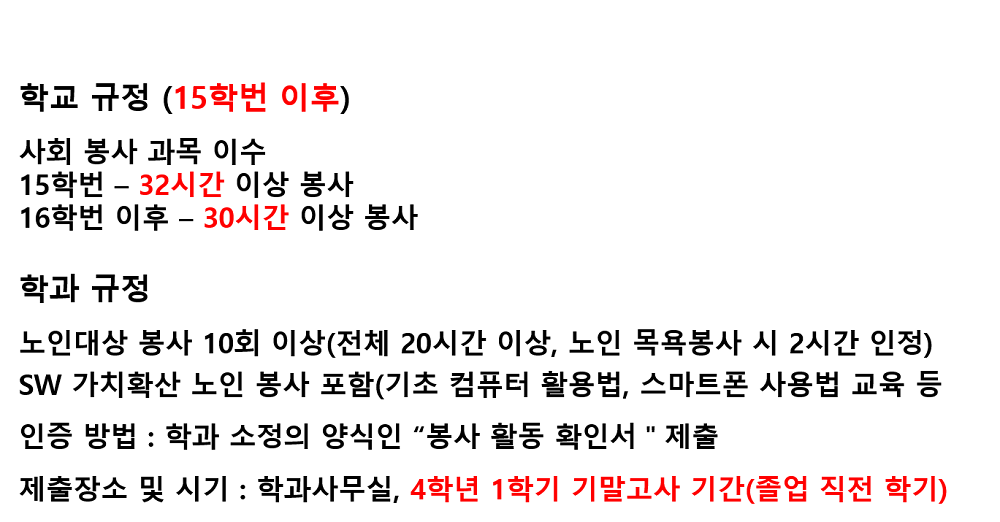 학교 규정 (15학번 이후)
사회 봉사 과목 이수
15학번 – 32시간 이상 봉사
16학번 이후 – 30시간 이상 봉사
학과 규정
노인대상 봉사 10회 이상(전체 20시간 이상, 노인 목욕봉사 시 2시간 인정)
SW 가치확산 노인 봉사 포함(기초 컴퓨터 활용법, 스마트폰 사용법 교육 등
인증 방법 : 학과 소정의 양식인 “봉사 활동 확인서 " 제출
제출장소 및 시기 : 학과사무실, 4학년 1학기 기말고사 기간(졸업 직전 학기)